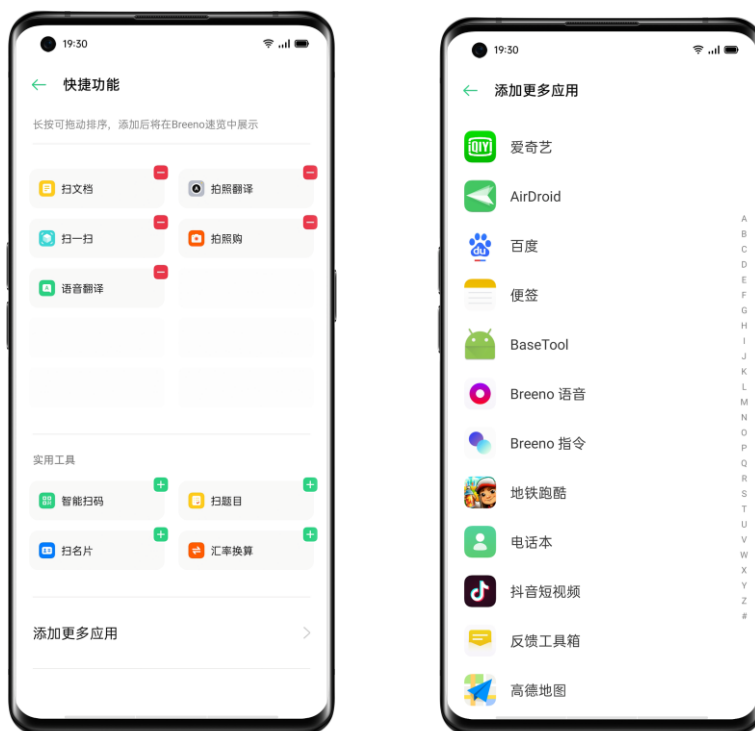 19:30
快捷功能
长按可拖动排序，添加后将在Breeno速览中展示
扫文档
拍照翻译
扫一扫
拍照购
语音翻译
实用工具
智能扫码
扫题目
扫名片
汇率换算
添加更多应用
19:30
添加更多应用
爱奇艺
AirDroid
百度
便签
BaseTool
Breeno 语音
Breeno 指令
地铁跑酷
电话本
抖音短视频
反馈工具箱
高德地图
A
B
C
D
E
F
G
H
I
J
K
L
M
N
O
P
Q
R
S
T
U
V
W
X
Y
Z
#